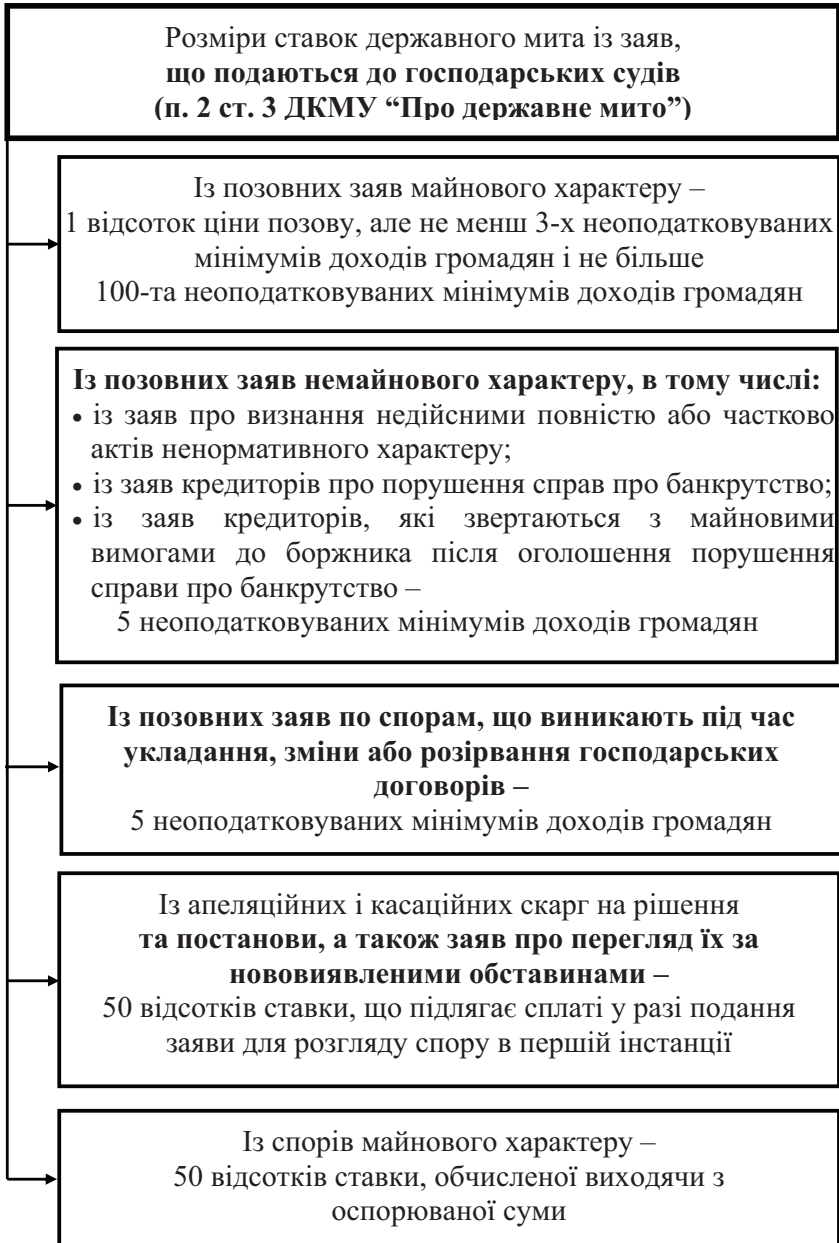 Розміри ставок державного мита із заяв,
що подаються до господарських судів
(п. 2 ст. 3 ДКМУ “Про державне мито”)
Із позовних заяв майнового характеру –
1 відсоток ціни позову, але не менш 3-х неоподатковуваних
мінімумів доходів громадян і не більше
100-та неоподатковуваних мінімумів доходів громадян
Із позовних заяв немайнового характеру, в тому числі:
• із заяв про визнання недійсними повністю або частково
актів ненормативного характеру;
• із заяв кредиторів про порушення справ про банкрутство;
• із заяв кредиторів, які звертаються з майновими
вимогами до боржника після оголошення порушення
справи про банкрутство –
5 неоподатковуваних мінімумів доходів громадян
Із позовних заяв по спорам, що виникають під час
укладання, зміни або розірвання господарських
договорів –
5 неоподатковуваних мінімумів доходів громадян
Із апеляційних і касаційних скарг на рішення
та постанови, а також заяв про перегляд їх за
нововиявленими обставинами –
50 відсотків ставки, що підлягає сплаті у разі подання
заяви для розгляду спору в першій інстанції
Із спорів майнового характеру –
50 відсотків ставки, обчисленої виходячи з
оспорюваної суми